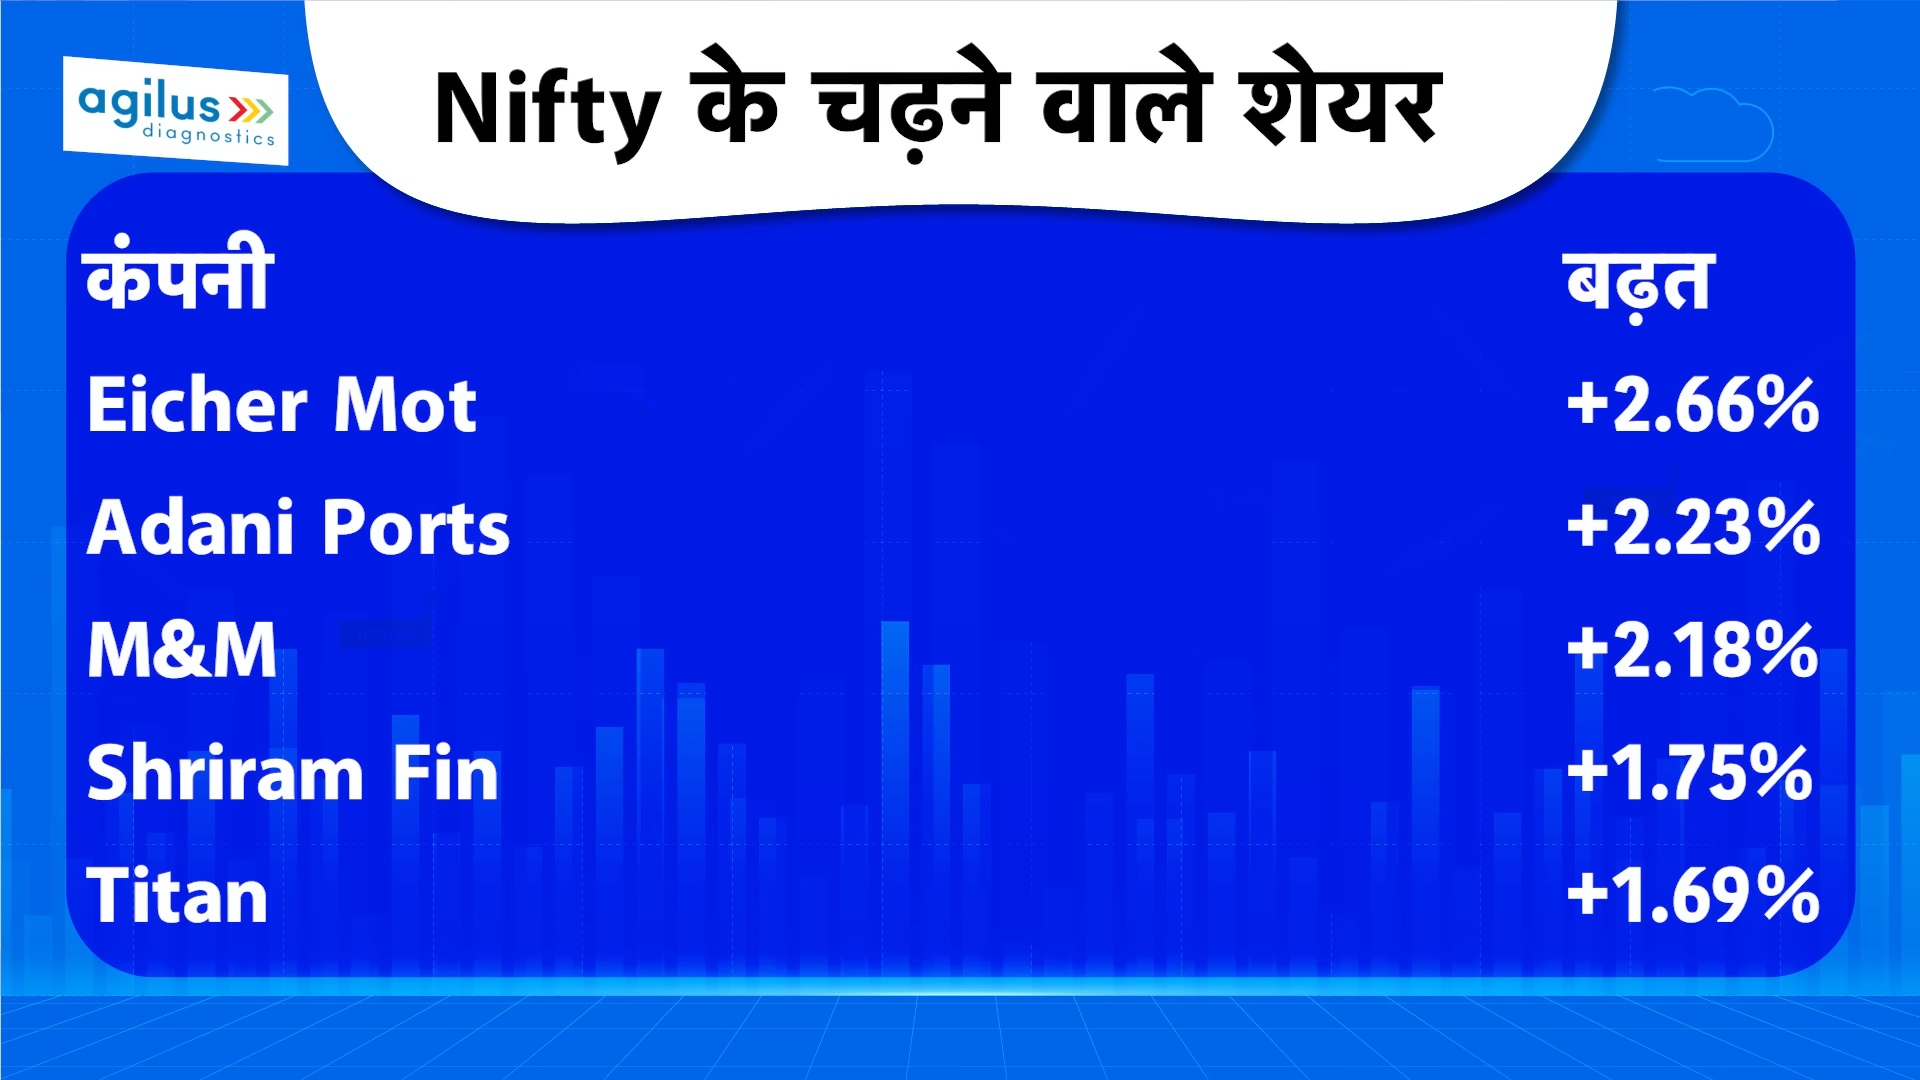 agilus
diagnostics
Nifty के चढ़ने वाले शेयर
कंपनी बढ़त
Eicher Mot +2.66%
Adani Ports +2.23%
M&M +2.18%
Shriram Fin +1.75%
Titan +1.69%